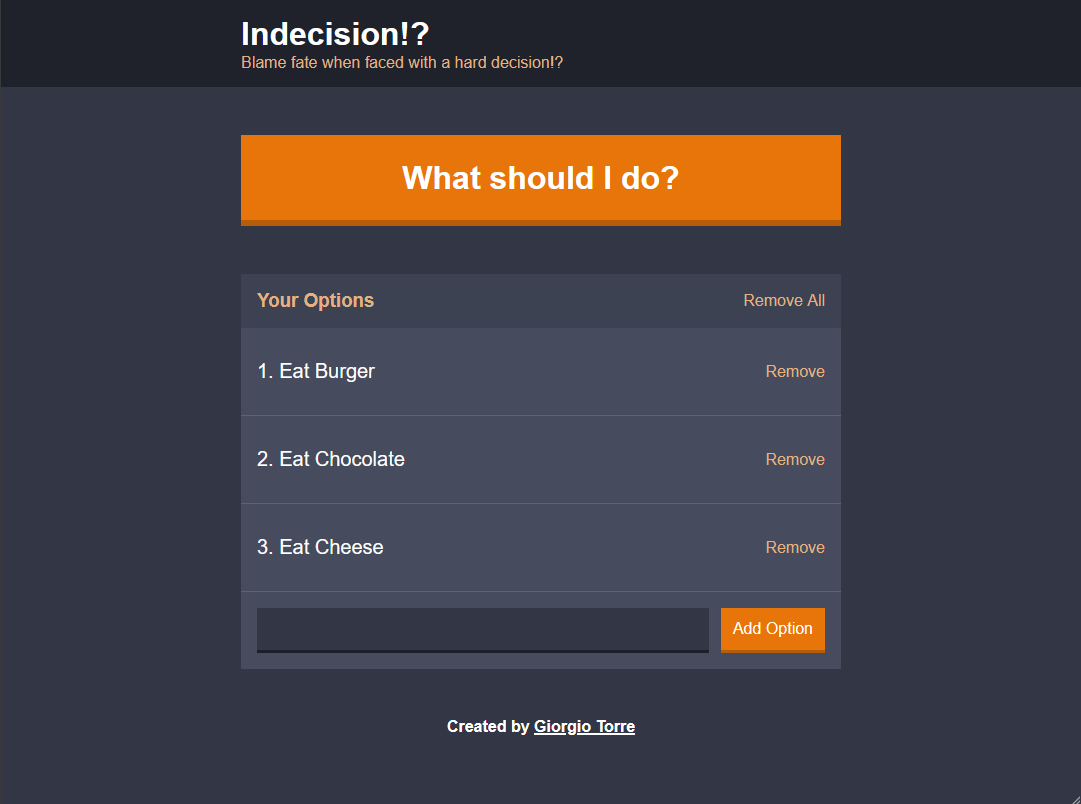 Indecision!?
Blame fate when faced with a hard decision!?
What should I do?
Your Options
Remove All
1. Eat Burger
Remove
2. Eat Chocolate
Remove
3. Eat Cheese
Remove
Add Option
Created by Giorgio Torre